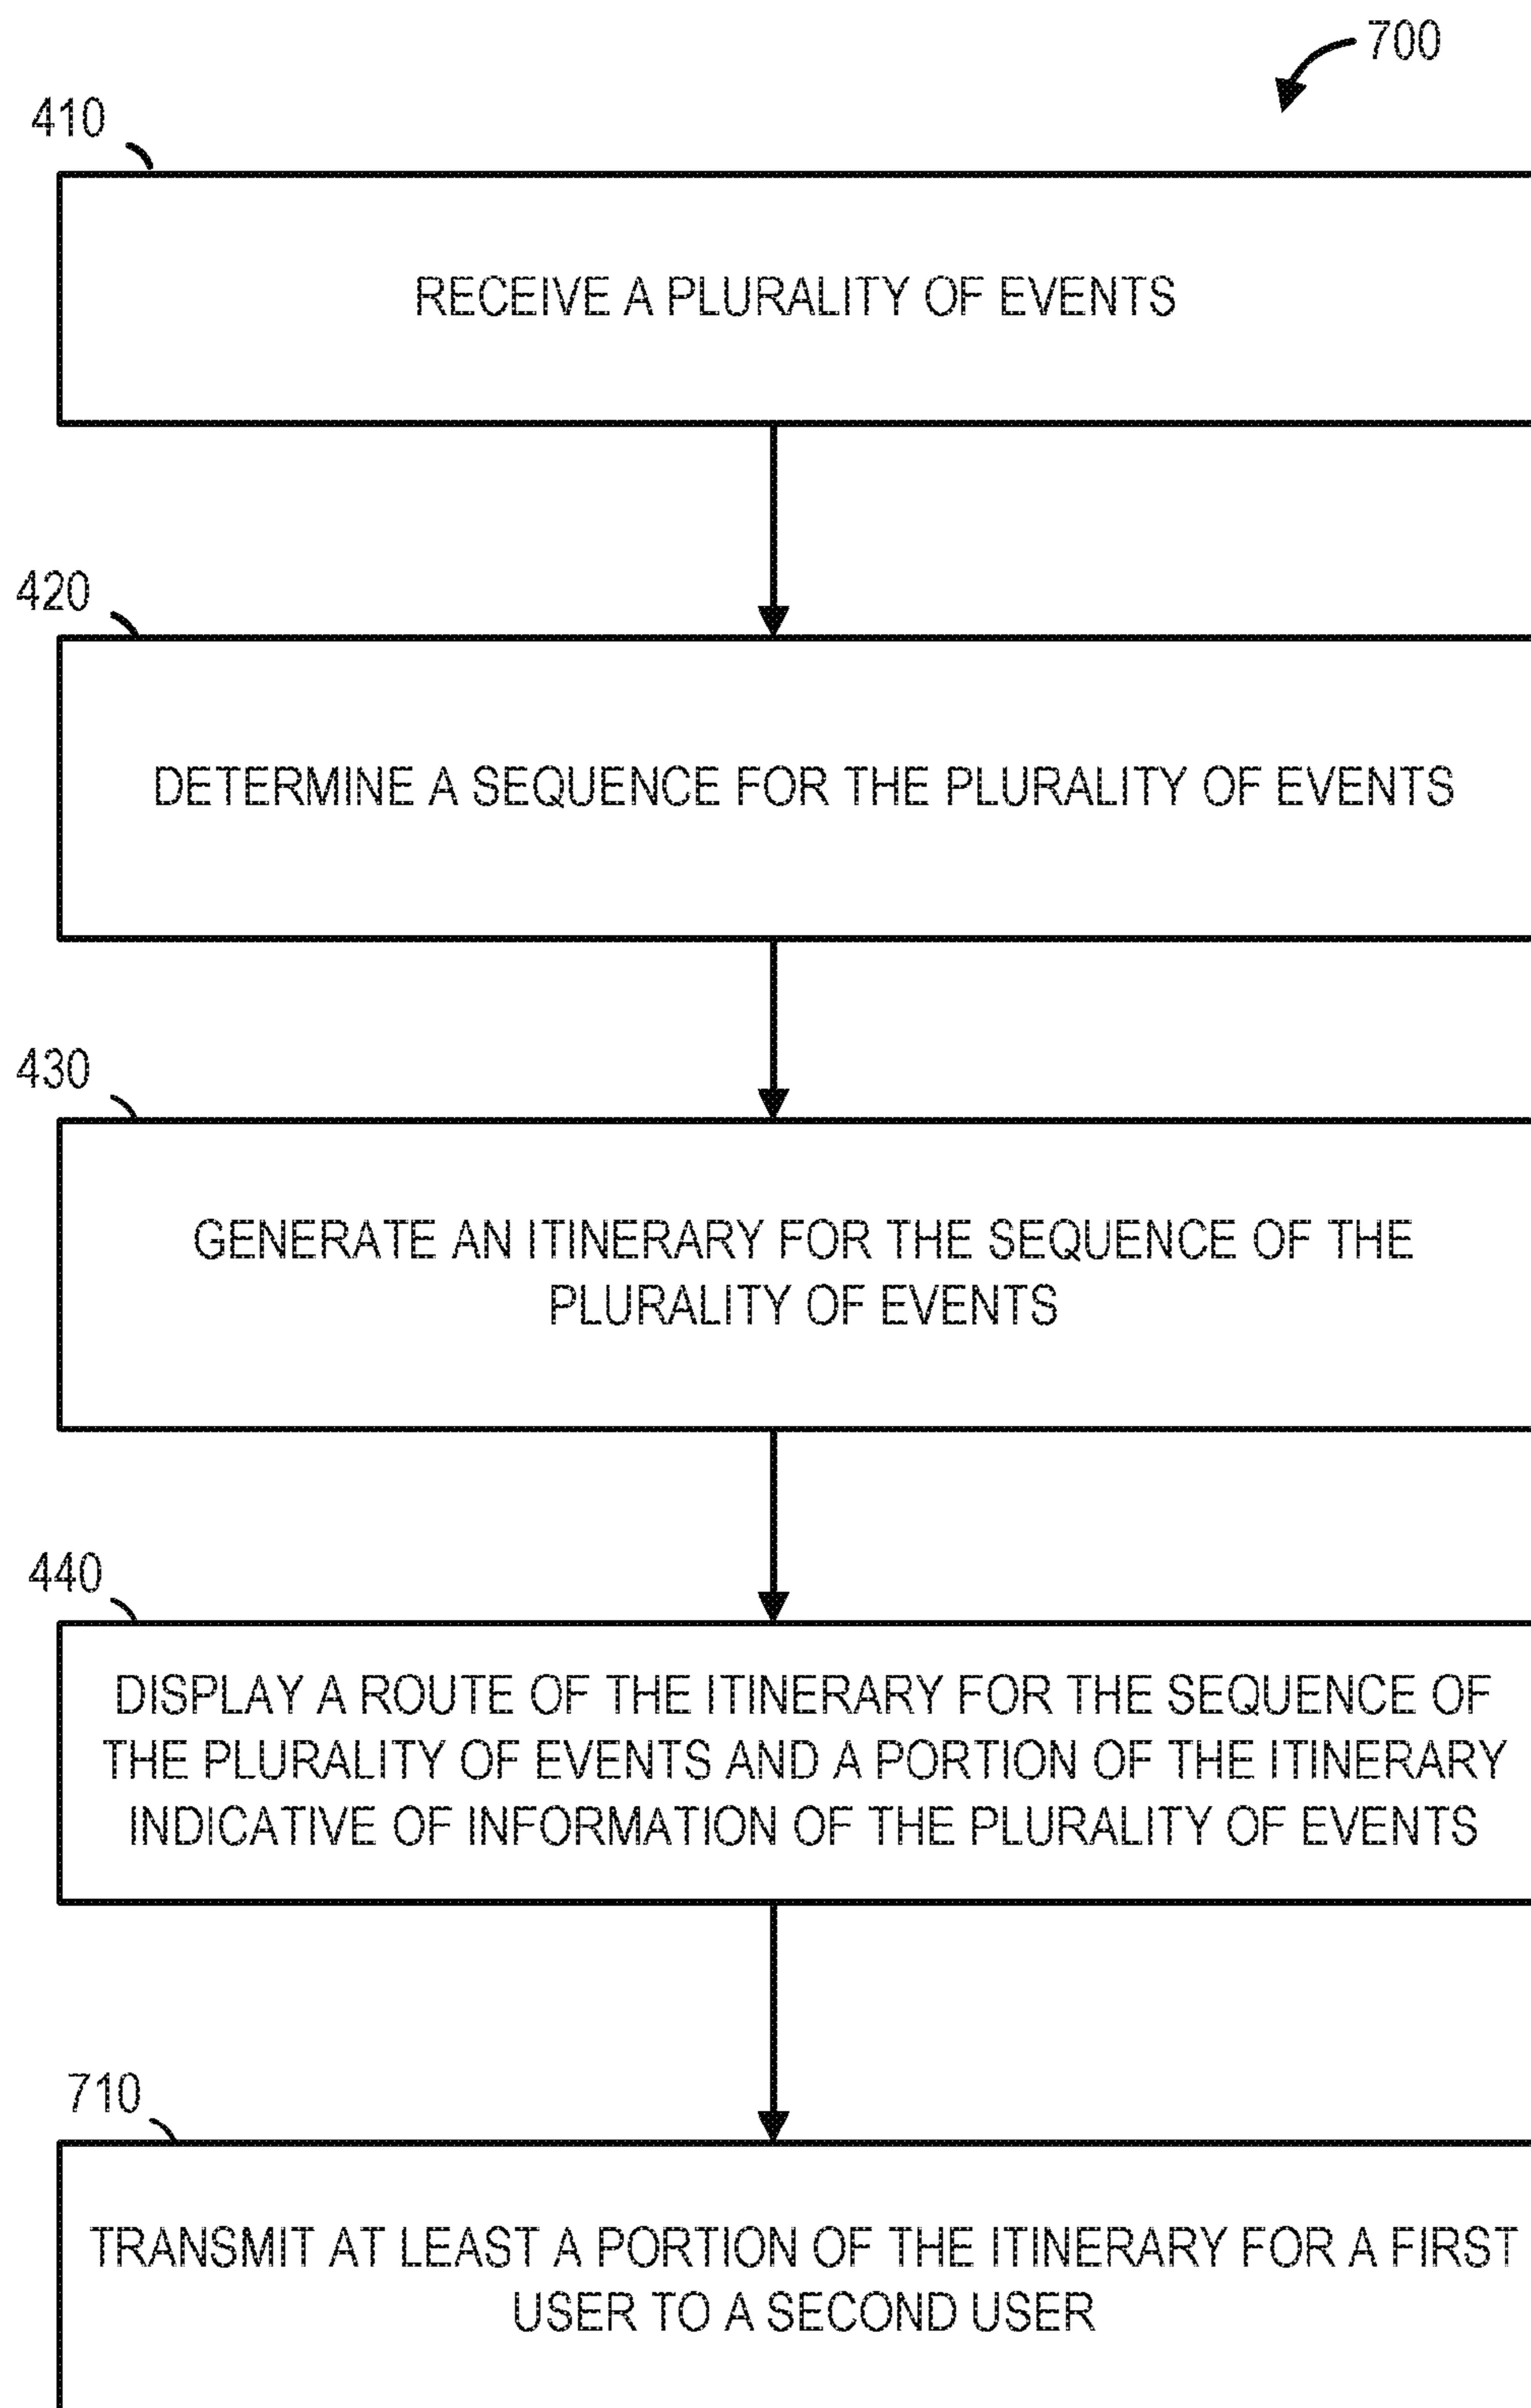 700
410
RECEIVE A PLURALITY OF EVENTS
420
DETERMINE A SEQUENCE FOR THE PLURALITY OF EVENTS
430
GENERATE AN ITINERARY FOR THE SEQUENCE OF THE
PLURALITY OF EVENTS
440
DISPLAY A ROUTE OF THE ITINERARY FOR THE SEQUENCE OF
THE PLURALITY OF EVENTS AND A PORTION OF THE ITINERARY
INDICATIVE OF INFORMATION OF THE PLURALITY OF EVENTS
710
TRANSMIT AT LEAST A PORTION OF THE ITINERARY FOR A FIRST
USER TO A SECOND USER